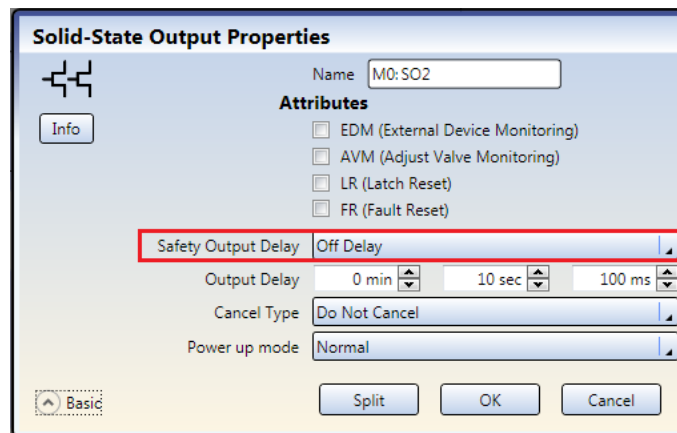 Solid-State Output Properties
Name M0:SO2
Attributes
Info
EDM (External Device Monitoring)
AVM (Adjust Valve Monitoring)
LR (Latch Reset)
FR (Fault Reset)
Safety Output Delay Off Delay
Output Delay 0 min 10 sec 100 ms
Cancel Type Do Not Cancel
Power up mode Normal
Basic Split OK Cancel